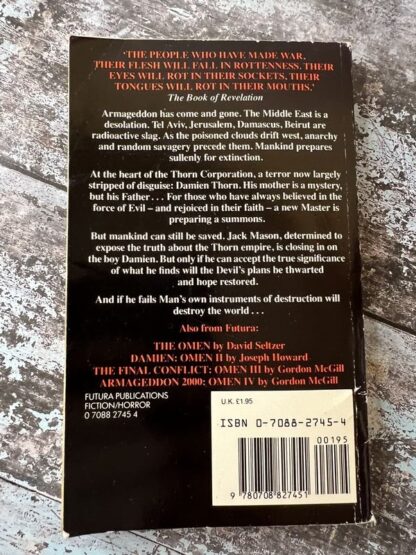 'THE PEOPLE WHO HAVE MADE WAR,
THEIR FLESH WILL FALL IN ROTTENNESS. THEIR
EYES WILL ROT IN THEIR SOCKETS. THEIR
TONGUES WILL ROT IN THEIR MOUTHS.'
The Book of Revelation
Armageddon has come and gone. The Middle East is a
desolation. Tel Aviv, Jerusalem, Damascus, Beirut are
radioactive slag. As the poisoned clouds drift west, anarchy
and random savagery precede them. Mankind prepares
sullenly for extinction.
At the heart of the Thorn Corporation, a terror now largely
stripped of disguise: Damien Thorn. His mother is a mystery,
but his Father . . . For those who have always believed in the
force of Evil – and rejoiced in their faith – a new Master is
preparing a summons.
But mankind can still be saved. Jack Mason, determined to
expose the truth about the Thorn empire, is closing in on
the boy Damien. But only if he can accept the true significance
of what he finds will the Devil's plans be thwarted
and hope restored.
And if he fails Man's own instruments of destruction will
destroy the world . . .
Also from Futura:
THE OMEN by David Seltzer
DAMIEN: OMEN II by Joseph Howard
THE FINAL CONFLICT: OMEN III by Gordon McGill
ARMAGEDDON 2000: OMEN IV by Gordon McGill
FUTURA PUBLICATIONS
FICTION/HORROR
0 7088 2745 4
U.K. £1.95
ISBN 0-7088-2745-4
00195
9 780708 827451